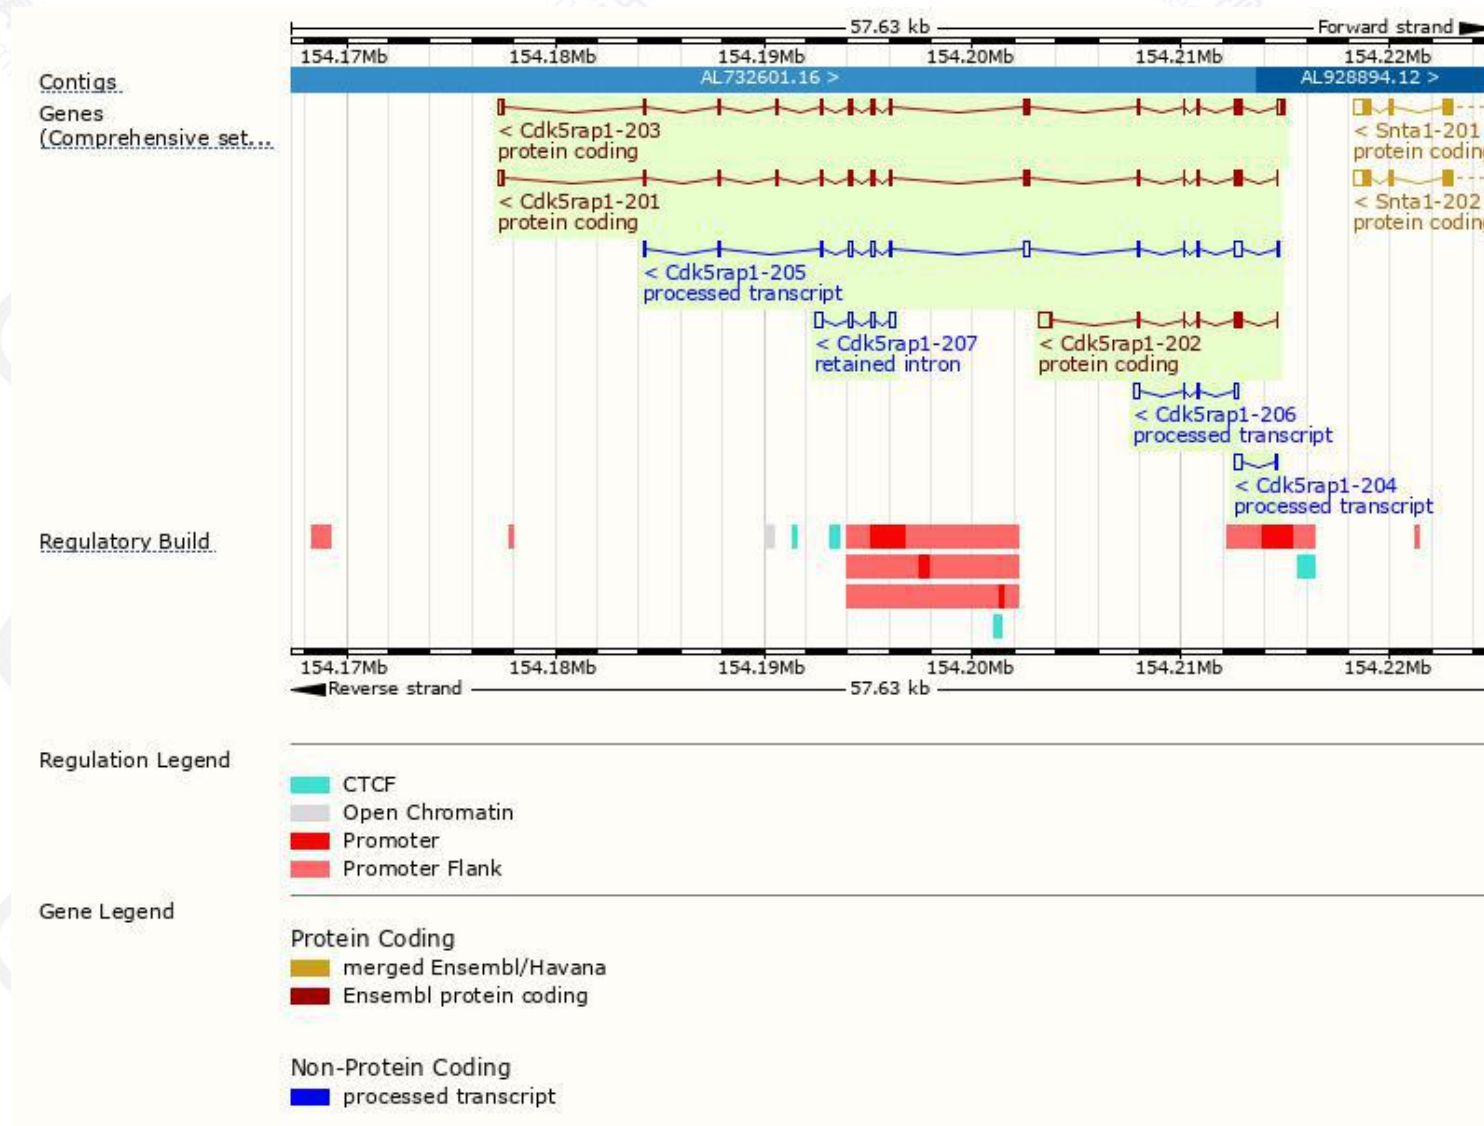 57.63 kb Forward strand
154.17Mb 154.18Mb 154.19Mb 154.20Mb 154.21Mb 154.22Mb
Contigs AL732601.16 > AL928894.12 >
Genes
(Comprehensive set...
< Cdk5rap1-203 < Snta1-201
protein coding protein codin
< Cdk5rap1-201 < Snta1-202
protein coding protein codin
< Cdk5rap1-205
processed transcript
< Cdk5rap1-207 < Cdk5rap1-202
retained intron protein coding
< Cdk5rap1-206
processed transcript
< Cdk5rap1-204
processed transcript
Regulatory Build
154.17Mb 154.18Mb 154.19Mb 154.20Mb 154.21Mb 154.22Mb
Reverse strand 57.63 kb
Regulation Legend
CTCF
Open Chromatin
Promoter
Promoter Flank
Gene Legend
Protein Coding
merged Ensembl/Havana
Ensembl protein coding
Non-Protein Coding
processed transcript